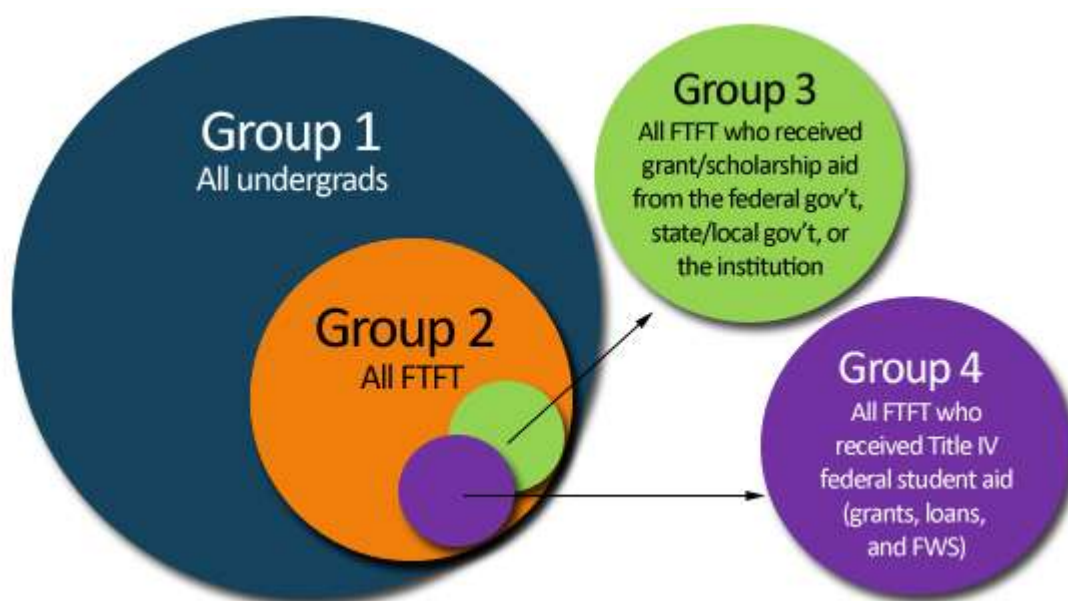 Group 1
All undergrads
Group 2
All FTFT
Group 3
All FTFT who received
grant/scholarship aid
from the federal gov’t,
state/local gov’t, or
the institution
Group 4
All FTFT who
received Title IV
federal student aid
(grants, loans,
and FWS)